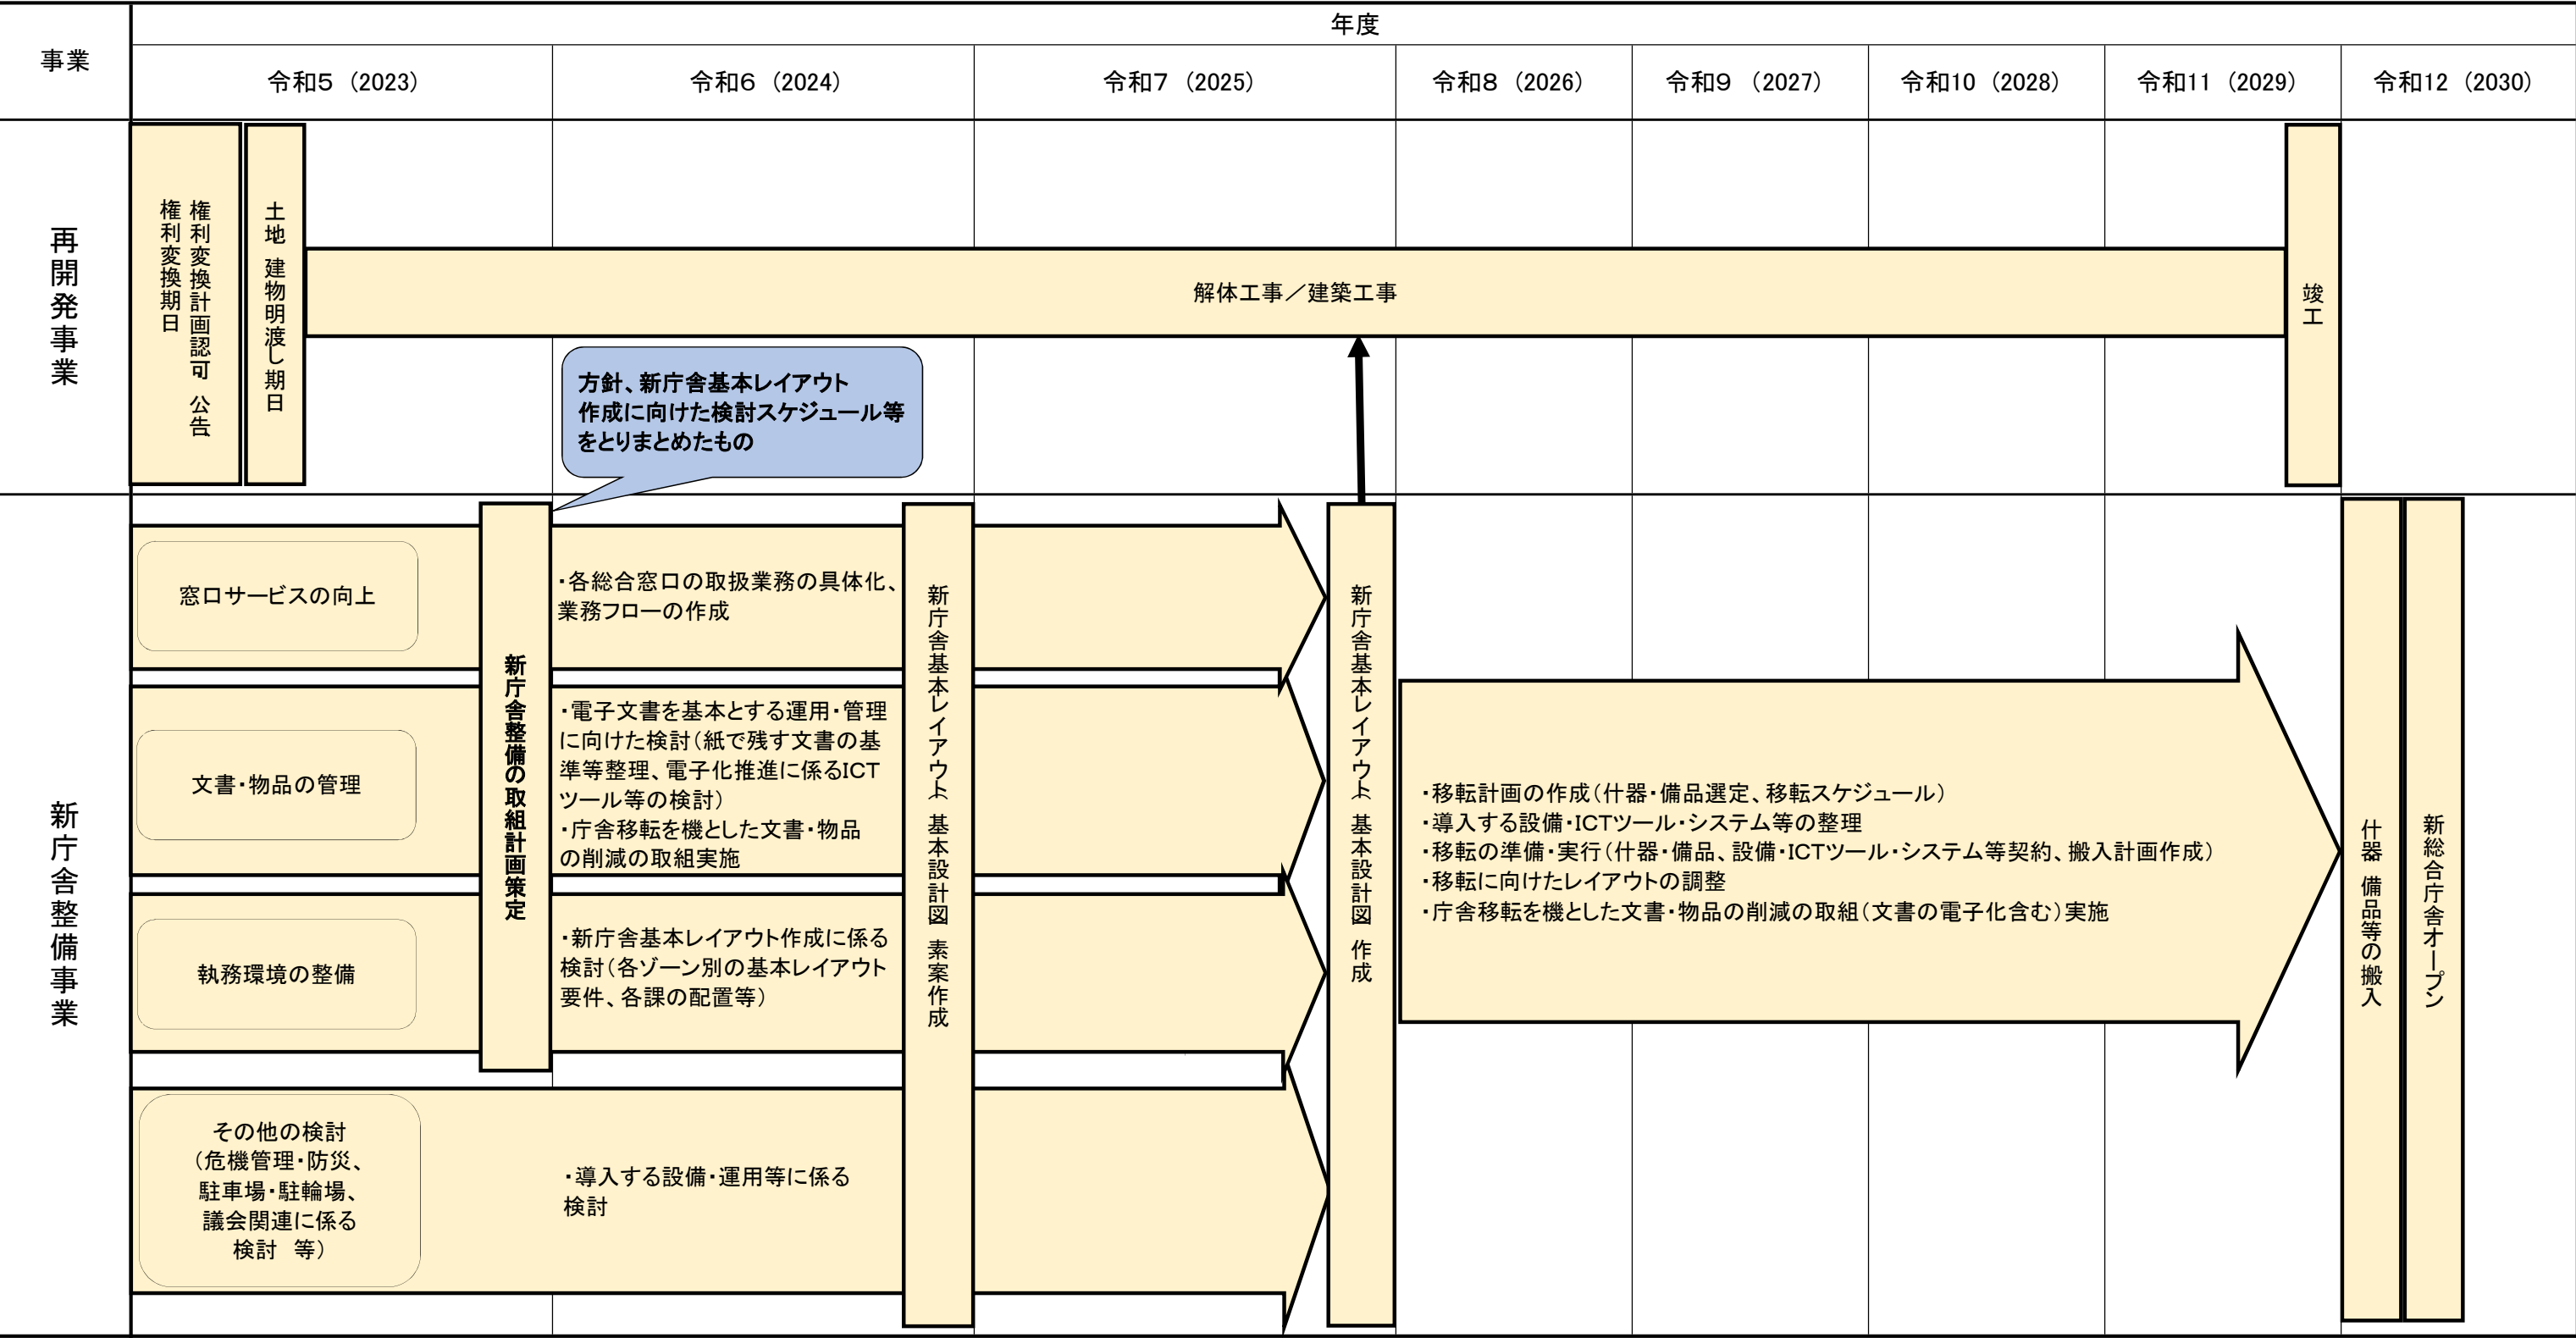 事業
年度
令和5（2023）
令和6（2024）
令和7（2025）
令和8（2026）
令和9（2027）
令和10（2028）
令和11（2029）
令和12（2030）
再開発事業
権利変換計画認可・公告、
権利変換期日
土地・建物明渡し期日
解体工事／建築工事
竣工
方針、新庁舎基本レイアウト
作成に向けた検討スケジュール等
をとりまとめたもの
新庁舎整備事業
窓口サービスの向上
文書・物品の管理
執務環境の整備
その他の検討
（危機管理・防災、
駐車場・駐輪場、
議会関連に係る
検討　等）
新庁舎整備の取組計画策定
・各総合窓口の取扱業務の具体化、
業務フローの作成
・電子文書を基本とする運用・管理
に向けた検討（紙で残す文書の基
準等整理、電子化推進に係るICT
ツール等の検討）
・庁舎移転を機とした文書・物品
の削減の取組実施
・新庁舎基本レイアウト作成に係る
検討（各ゾーン別の基本レイアウト
要件、各課の配置等）
・導入する設備・運用等に係る
検討
新庁舎基本レイアウト（基本設計図）素案作成
新庁舎基本レイアウト（基本設計図）作成
・移転計画の作成（什器・備品選定、移転スケジュール）
・導入する設備・ICTツール・システム等の整理
・移転の準備・実行（什器・備品、設備・ICTツール・システム等契約、搬入計画作成）
・移転に向けたレイアウトの調整
・庁舎移転を機とした文書・物品の削減の取組（文書の電子化含む）実施
什器・備品等の搬入
新総合庁舎オープン